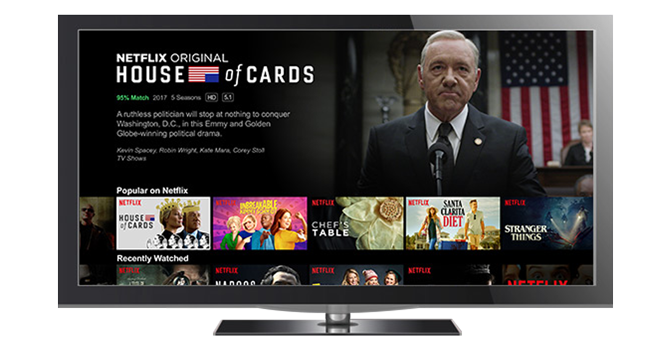 NETFLIX ORIGINAL
HOUSE of CARDS
95% Match 2017 5 Seasons HD 5.1
A ruthless politician will stop at nothing to conquer
Washington, D.C., in this Emmy and Golden
Globe-winning political drama.
Kevin Spacey, Robin Wright, Kate Mara, Corey Stoll
TV Shows
Popular on Netflix
NETFLIX
HOUSE
of CARDS
NETFLIX
UNBREAKABLE
KIMMY SCHMIDT
NETFLIX
CHEF'S
TABLE
NETFLIX
SANTA
CLARITA
DIET
NETFLIX
STRANGER
THINGS
Recently Watched
NETFLIX
NETFLIX
NARCOS
NETFLIX
NETFLIX
NETFLIX